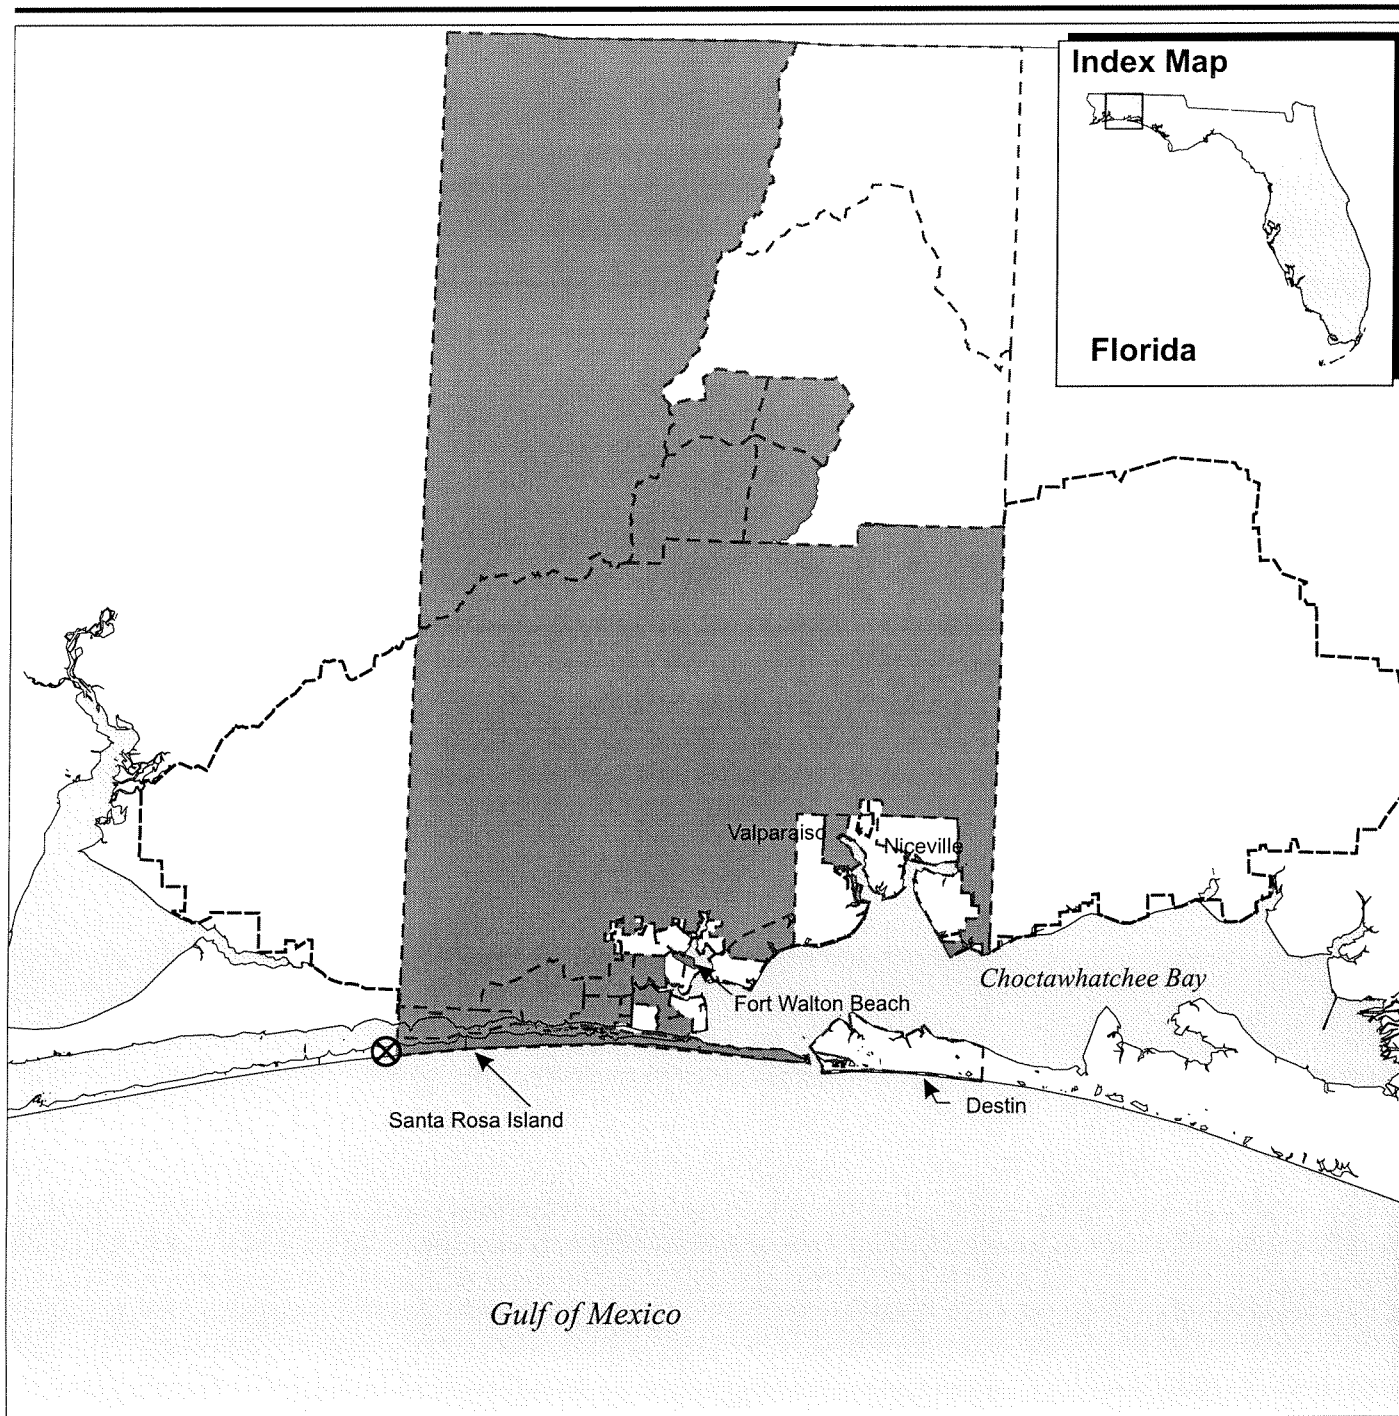 Index Map
Florida
Valparaiso
Niceville
Choctawhatchee Bay
Fort Walton Beach
Santa Rosa Island
Destin
Gulf of Mexico